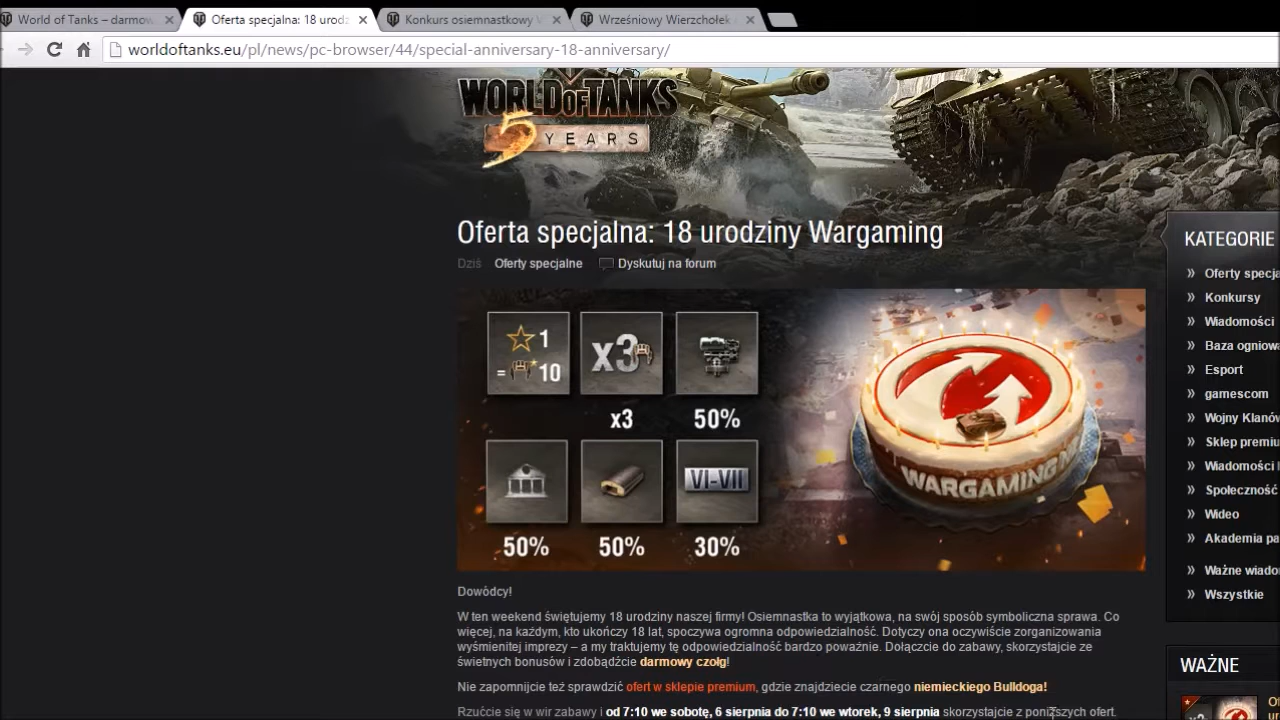 World of Tanks – darmow
Oferta specjalna: 18 urodz
Konkurs osiemnastkowy V
Wrześniowy Wierzchołek
worldoftanks.eu/pl/news/pc-browser/44/special-anniversary-18-anniversary/
WORLD OF TANKS
5 YEARS
Oferta specjalna: 18 urodziny Wargaming
Dziś Oferty specjalne Dyskutuj na forum
1
= 10
x3
x3
50%
VI-VII
50%
50%
30%
WARGAMING
Dowódcy!
W ten weekend świętujemy 18 urodziny naszej firmy! Osiemnastka to wyjątkowa, na swój sposób symboliczna sprawa. Co
więcej, na każdym, kto ukończy 18 lat, spoczywa ogromna odpowiedzialność. Dotyczy ona oczywiście zorganizowania
wyśmienitej imprezy – a my traktujemy tę odpowiedzialność bardzo poważnie. Dołączcie do zabawy, skorzystajcie ze
świetnych bonusów i zdobądźcie darmowy czołg!
Nie zapomnijcie też sprawdzić ofert w sklepie premium, gdzie znajdziecie czarnego niemieckiego Bulldoga!
Rzućcie się w wir zabawy i od 7:10 we sobotę, 6 sierpnia do 7:10 we wtorek, 9 sierpnia skorzystajcie z poniższych ofert.
KATEGORIE
Oferty specja
Konkursy
Wiadomości
Baza ogniow
Esport
gamescom
Wojny Klanów
Sklep premiu
Wiadomości
Społeczność
Wideo
Akademia pa
Ważne wiado
Wszystkie
WAŻNE